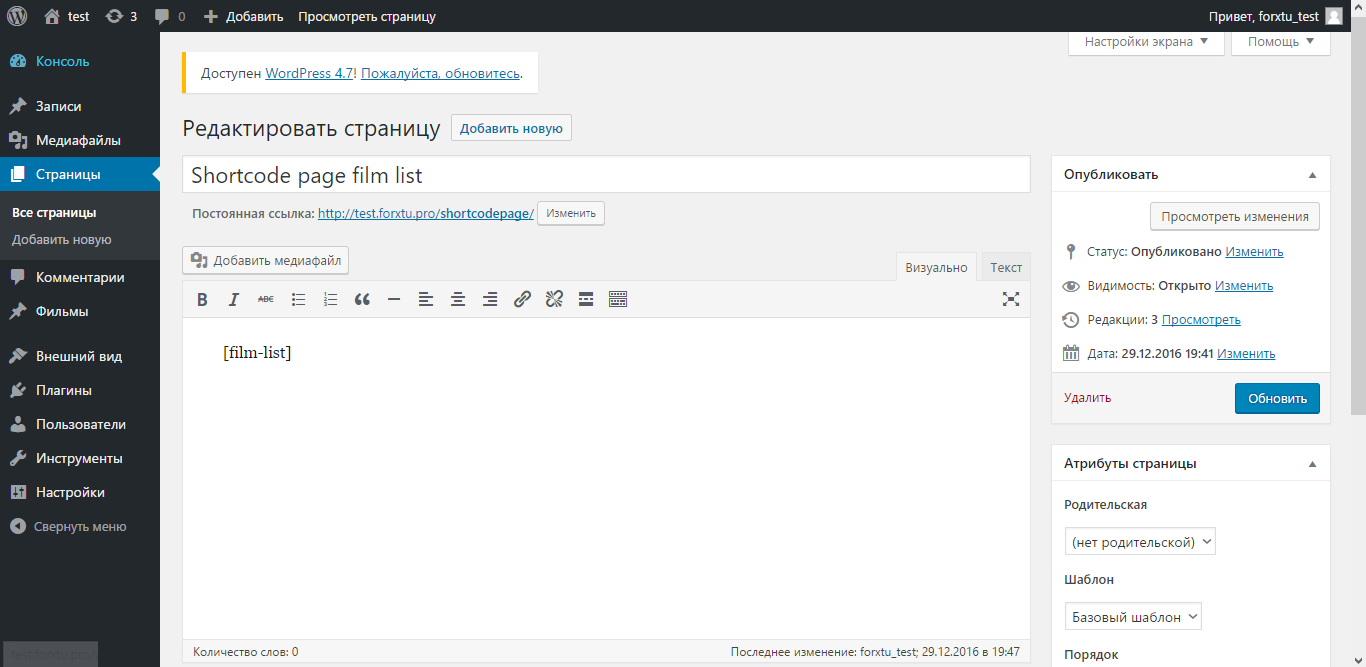 test 3 0 Добавить Просмотреть страницу Привет, forxtu_test
Консоль
Записи
Медиафайлы
Страницы
Все страницы
Добавить новую
Комментарии
Фильмы
Внешний вид
Плагины
Пользователи
Инструменты
Настройки
Свернуть меню
Настройки экрана Помощь
Доступен WordPress 4.7! Пожалуйста, обновитесь.
Редактировать страницу Добавить новую
Shortcode page film list
Постоянная ссылка: http://test.forxtu.pro/shortcodepage/ Изменить
Добавить медиафайл Визуально Текст
B I ABC
[film-list]
Количество слов: 0 Последнее изменение: forxtu_test; 29.12.2016 в 19:47
Опубликовать
Просмотреть изменения
Статус: Опубликовано Изменить
Видимость: Открыто Изменить
Редакции: 3 Просмотреть
Дата: 29.12.2016 19:41 Изменить
Удалить Обновить
Атрибуты страницы
Родительская
(нет родительской)
Шаблон
Базовый шаблон
Порядок